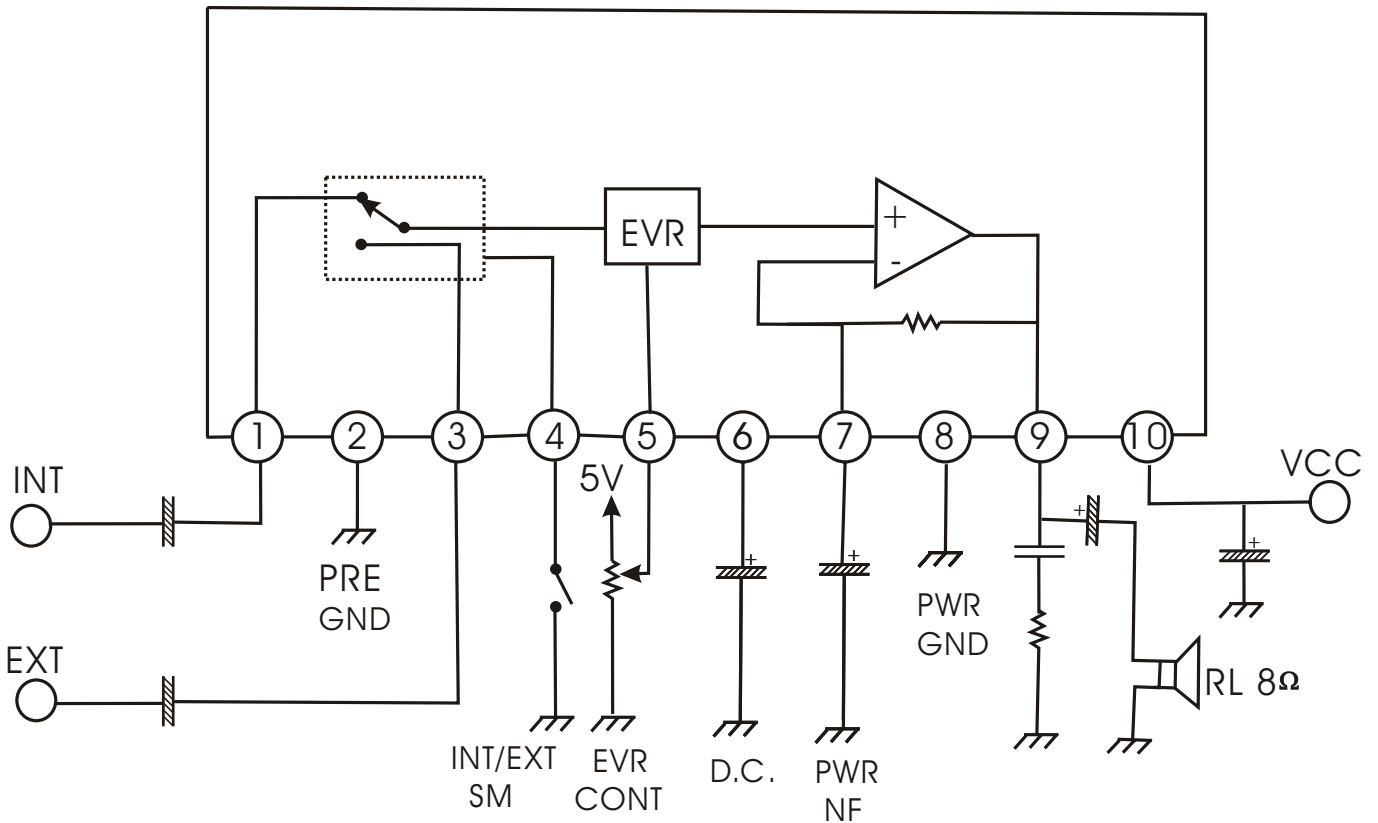 EVR
+
-
1 2 3 4 5 6 7 8 9 10
INT
5V
VCC
+
+
+
+
PRE
GND
PWR
GND
EXT
RL 8Ω
INT/EXT
SM
EVR
CONT
D.C.
PWR
NF